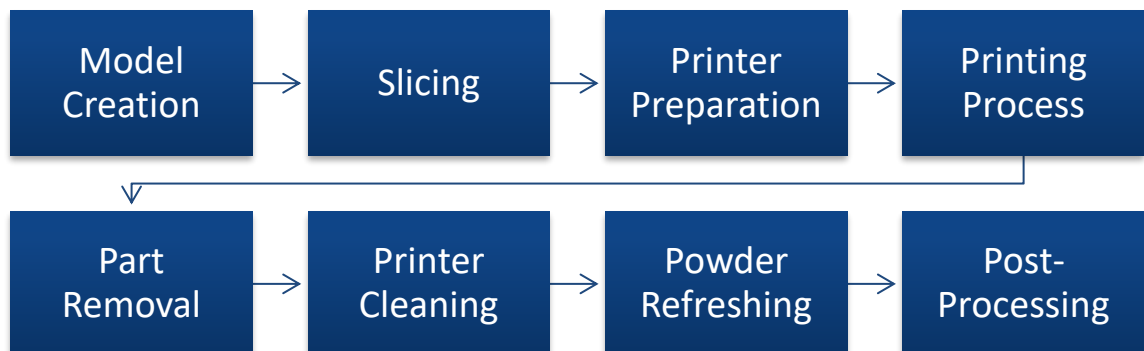 Model
Creation
Slicing
Printer
Preparation
Printing
Process
Part
Removal
Printer
Cleaning
Powder
Refreshing
Post-
Processing